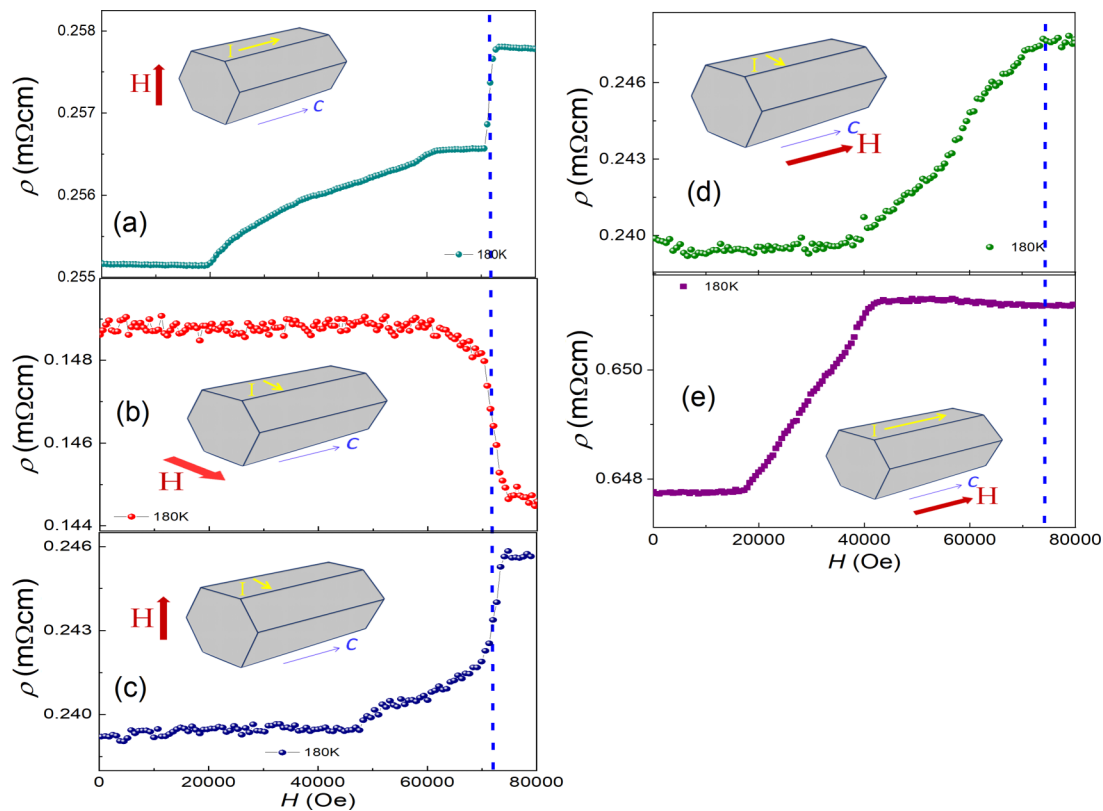 0.258
0.257
0.256
0.255
ρ (mΩcm)
H
I
c
(a)
180K
0.148
0.146
0.144
ρ (mΩcm)
I
(b)
c
H
180K
0.246
0.243
0.240
ρ (mΩcm)
I
H
c
(c)
180K
0 20000 40000 60000 80000
H (Oe)
0.246
0.243
0.240
ρ (mΩcm)
I
c
H
(d)
180K
180K
0.650
0.648
ρ (mΩcm)
(e)
I
c
H
0 20000 40000 60000 80000
H (Oe)